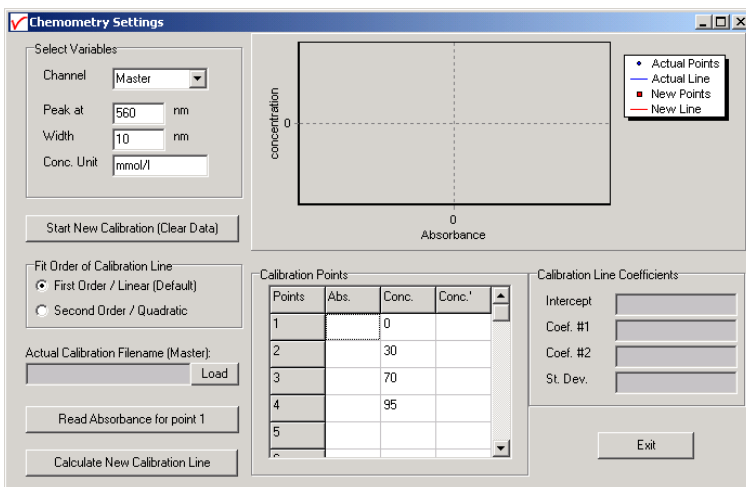 Chemometry Settings
Select Variables
Channel Master
Peak at 560 nm
Width 10 nm
Conc. Unit mmol/l
Start New Calibration (Clear Data)
Fit Order of Calibration Line
First Order / Linear (Default)
Second Order / Quadratic
Actual Calibration Filename (Master):
Load
Read Absorbance for point 1
Calculate New Calibration Line
concentration
0
0
Absorbance
Actual Points
Actual Line
New Points
New Line
Calibration Points
Points Abs. Conc. Conc.'
1 0
2 30
3 70
4 95
5
Calibration Line Coefficients
Intercept
Coef. #1
Coef. #2
St. Dev.
Exit